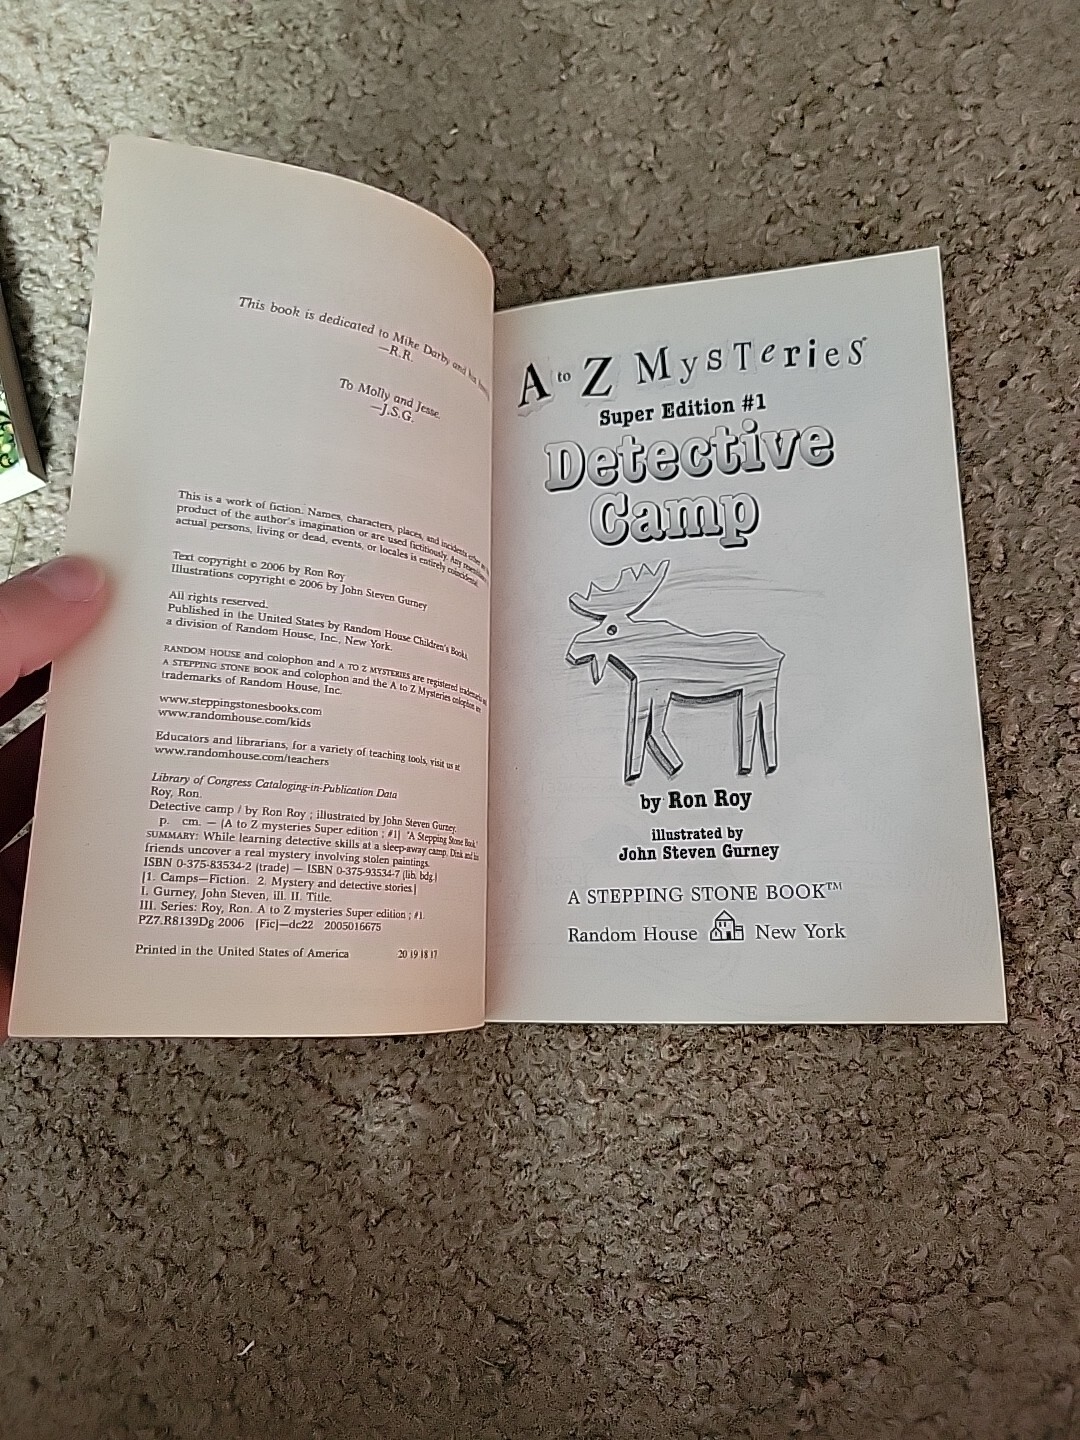 This book is dedicated to Mike Darby and his family
—R.R.
To Molly and Jesse.
—J.S.G.
This is a work of fiction. Names, characters, places, and incidents either are the
product of the author's imagination or are used fictitiously. Any resemblance to
actual persons, living or dead, events, or locales is entirely coincidental.
Text copyright © 2006 by Ron Roy
Illustrations copyright © 2006 by John Steven Gurney
All rights reserved.
Published in the United States by Random House Children's Books,
a division of Random House, Inc., New York.
RANDOM HOUSE and colophon and A TO Z MYSTERIES are registered trademarks and
A STEPPING STONE BOOK and colophon and the A to Z Mysteries colophon are
trademarks of Random House, Inc.
www.steppingstonesbooks.com
www.randomhouse.com/kids
Educators and librarians, for a variety of teaching tools, visit us at
www.randomhouse.com/teachers
Library of Congress Cataloging-in-Publication Data
Roy, Ron.
Detective camp / by Ron Roy ; illustrated by John Steven Gurney.
p. cm. — (A to Z mysteries Super edition ; #1) "A Stepping Stone Book."
SUMMARY: While learning detective skills at a sleep-away camp, Dink and his
friends uncover a real mystery involving stolen paintings.
ISBN 0-375-83534-2 (trade) — ISBN 0-375-93534-7 (lib. bdg.)
[1. Camps—Fiction. 2. Mystery and detective stories.]
I. Gurney, John Steven, ill. II. Title.
III. Series: Roy, Ron. A to Z mysteries Super edition ; #1.
PZ7.R8139Dg 2006 [Fic]—dc22 2005016675
Printed in the United States of America 20 19 18 17
A to Z Mysteries
Super Edition #1
Detective
Camp
by Ron Roy
illustrated by
John Steven Gurney
A STEPPING STONE BOOK™
Random House New York